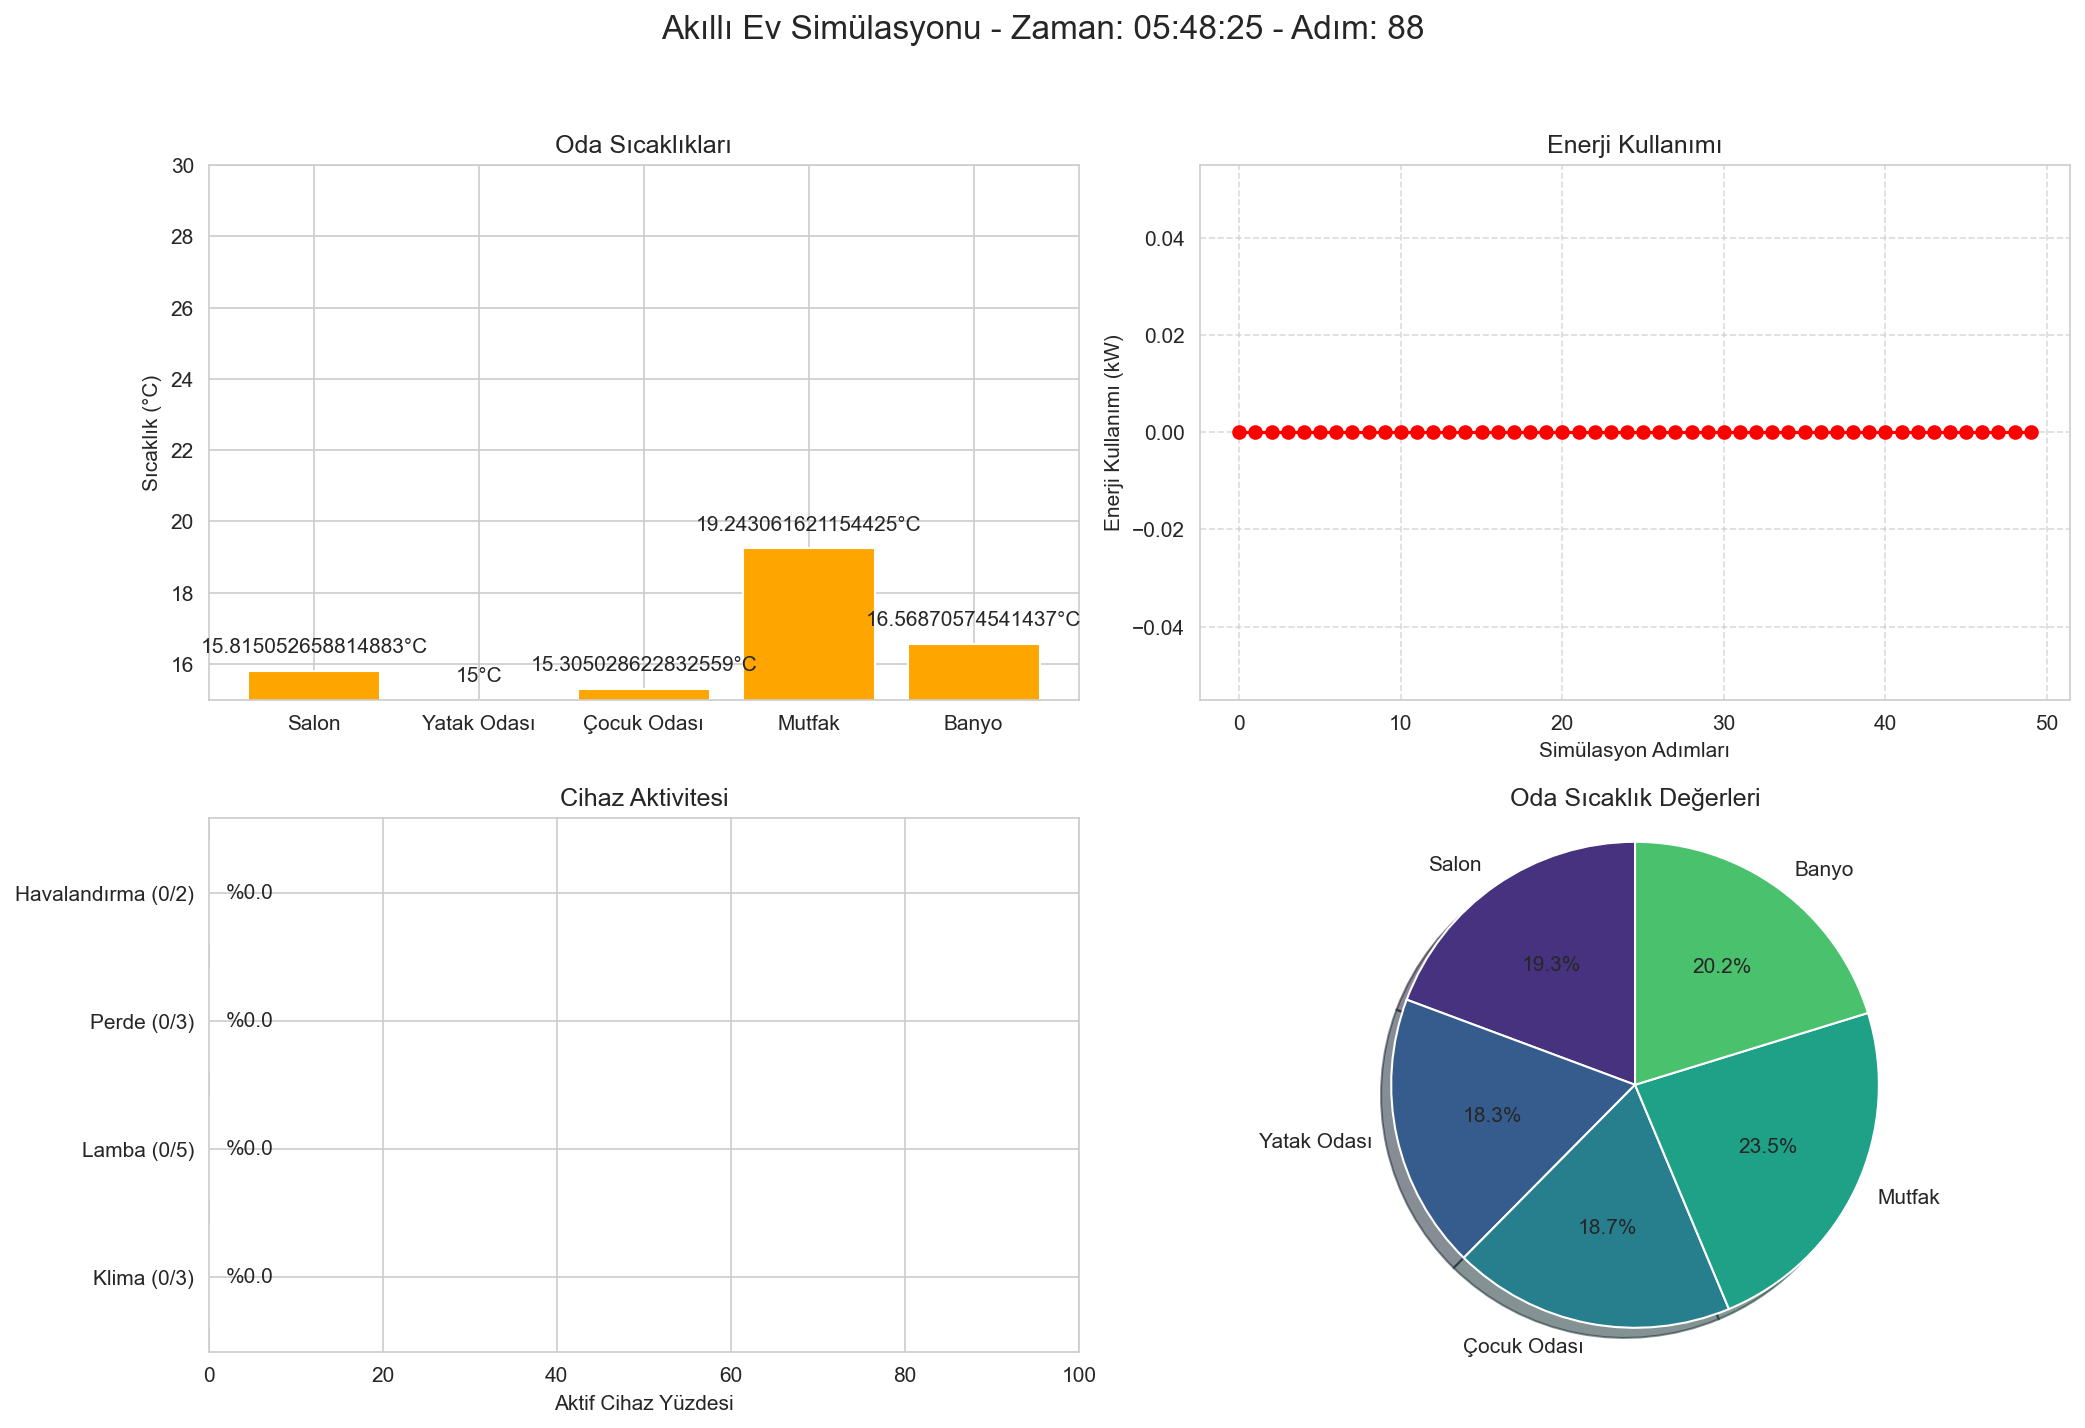 Akıllı Ev Simülasyonu - Zaman: 05:48:25 - Adım: 88
Oda Sıcaklıkları
30
28
26
24
22
20
18
16
Sıcaklık (°C)
15.815052658814883°C
15°C
15.305028622832559°C
19.243061621154425°C
16.56870574541437°C
Salon
Yatak Odası
Çocuk Odası
Mutfak
Banyo
Enerji Kullanımı
0.04
0.02
0.00
−0.02
−0.04
Enerji Kullanımı (kW)
0
10
20
30
40
50
Simülasyon Adımları
Cihaz Aktivitesi
Havalandırma (0/2)
%0.0
Perde (0/3)
%0.0
Lamba (0/5)
%0.0
Klima (0/3)
%0.0
0
20
40
60
80
100
Aktif Cihaz Yüzdesi
Oda Sıcaklık Değerleri
Salon
19.3%
Yatak Odası
18.3%
Çocuk Odası
18.7%
Mutfak
23.5%
Banyo
20.2%